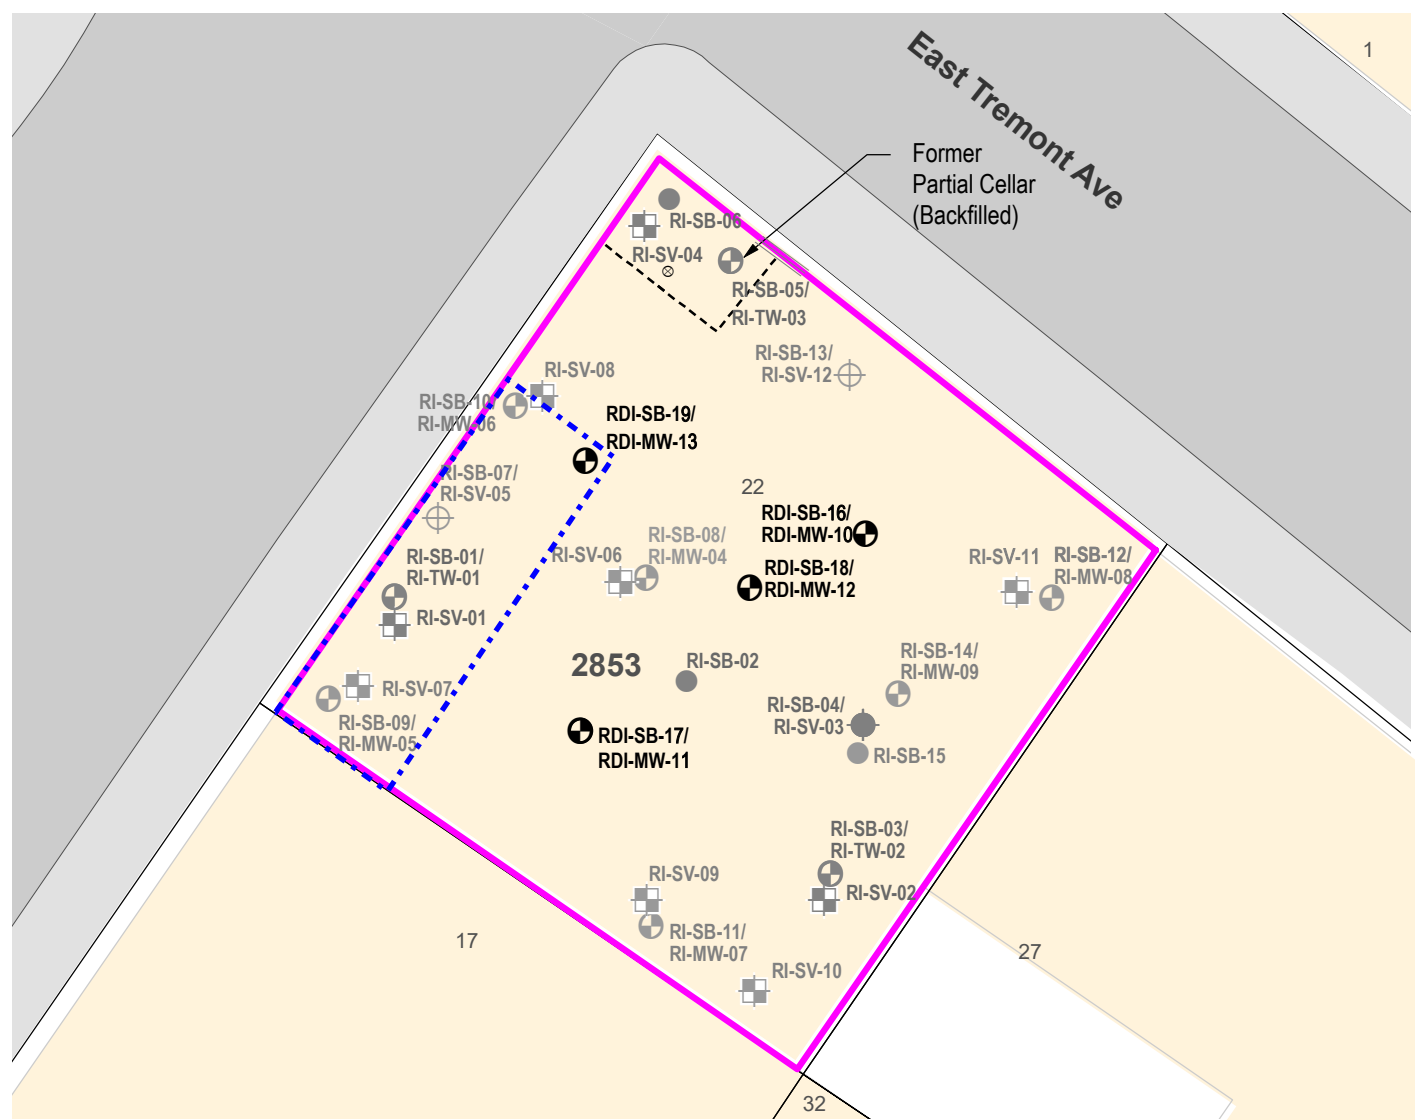 1
East Tremont Ave
Former
Partial Cellar
(Backfilled)
RI-SB-06
RI-SV-04
RI-SB-05/
RI-TW-03
RI-SB-13/
RI-SV-12
RI-SV-08
RI-SB-10/
RI-MW-06
RDI-SB-19/
RDI-MW-13
RI-SB-07/
RI-SV-05
22
RDI-SB-16/
RDI-MW-10
RI-SB-08/
RI-MW-04
RI-SV-06
RI-SB-01/
RI-TW-01
RDI-SB-18/
RDI-MW-12
RI-SV-11
RI-SB-12/
RI-MW-08
RI-SV-01
2853
RI-SB-02
RI-SB-14/
RI-MW-09
RI-SV-07
RI-SB-04/
RI-SV-03
RI-SB-09/
RI-MW-05
RDI-SB-17/
RDI-MW-11
RI-SB-15
RI-SB-03/
RI-TW-02
RI-SV-09
RI-SV-02
RI-SB-11/
RI-MW-07
17
27
RI-SV-10
32